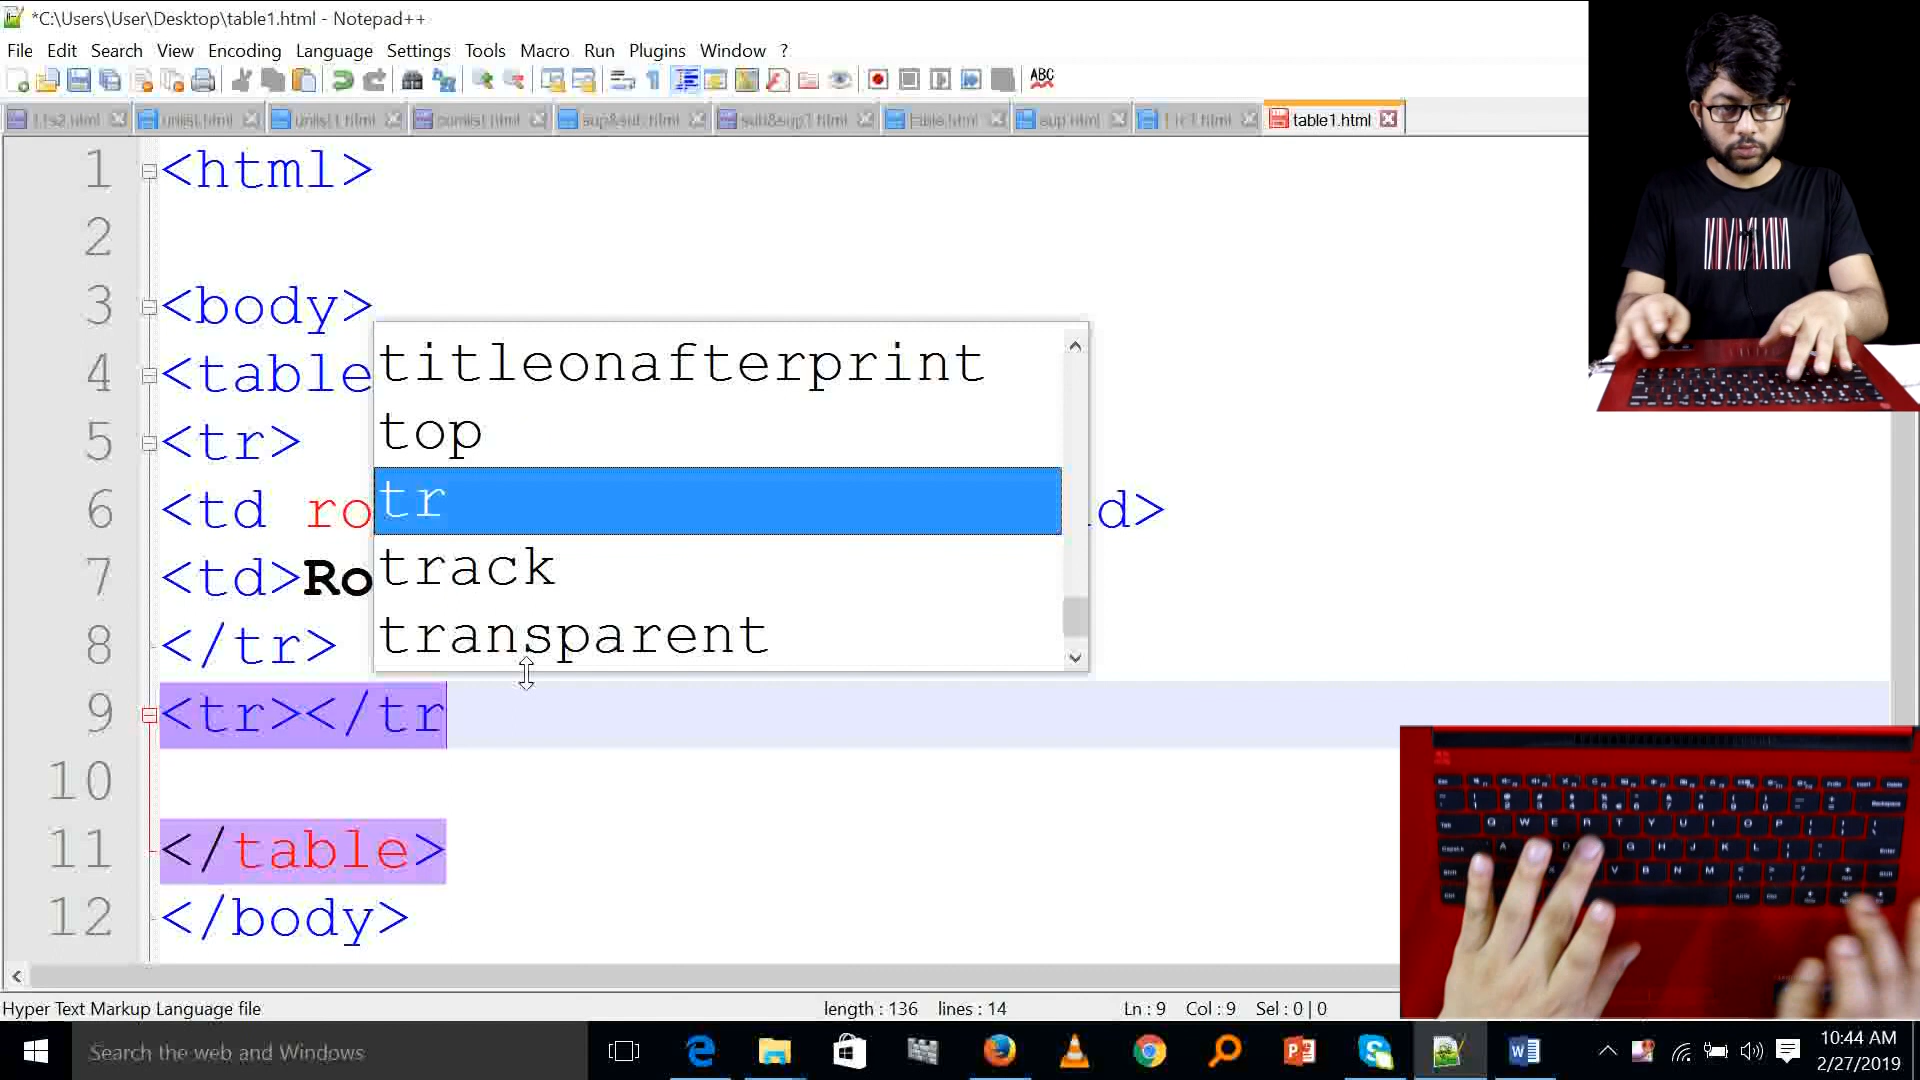 *C:\Users\User\Desktop\table1.html - Notepad++
File Edit Search View Encoding Language Settings Tools Macro Run Plugins Window ?
ABC
table1.html
1 <html>
2
3 <body>
4 <table
titleonafterprint
top
5 <tr>
tr
6 <td ro d>
track
7 <td>Ro
transparent
8 </tr>
9 <tr></tr
10
11 </table>
12 </body>
Hyper Text Markup Language file length : 136 lines : 14 Ln : 9 Col : 9 Sel : 0 | 0
Search the web and Windows
10:44 AM
2/27/2019